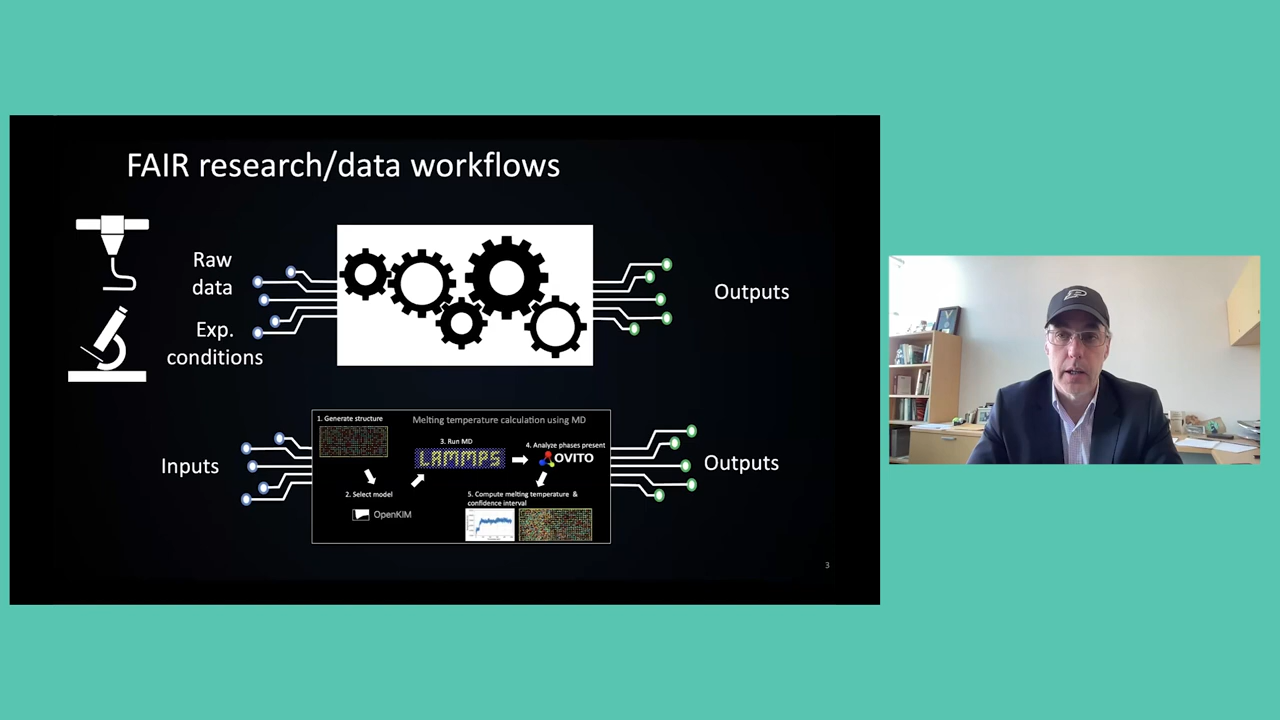 FAIR research/data workflows
Raw
data
Exp.
conditions
Outputs
Inputs
1. Generate structure
Melting temperature calculation using MD
3. Run MD
LAMMPS
4. Analyze phases present
OVITO
2. Select model
OpenKIM
5. Compute melting temperature &
confidence interval
Outputs
3